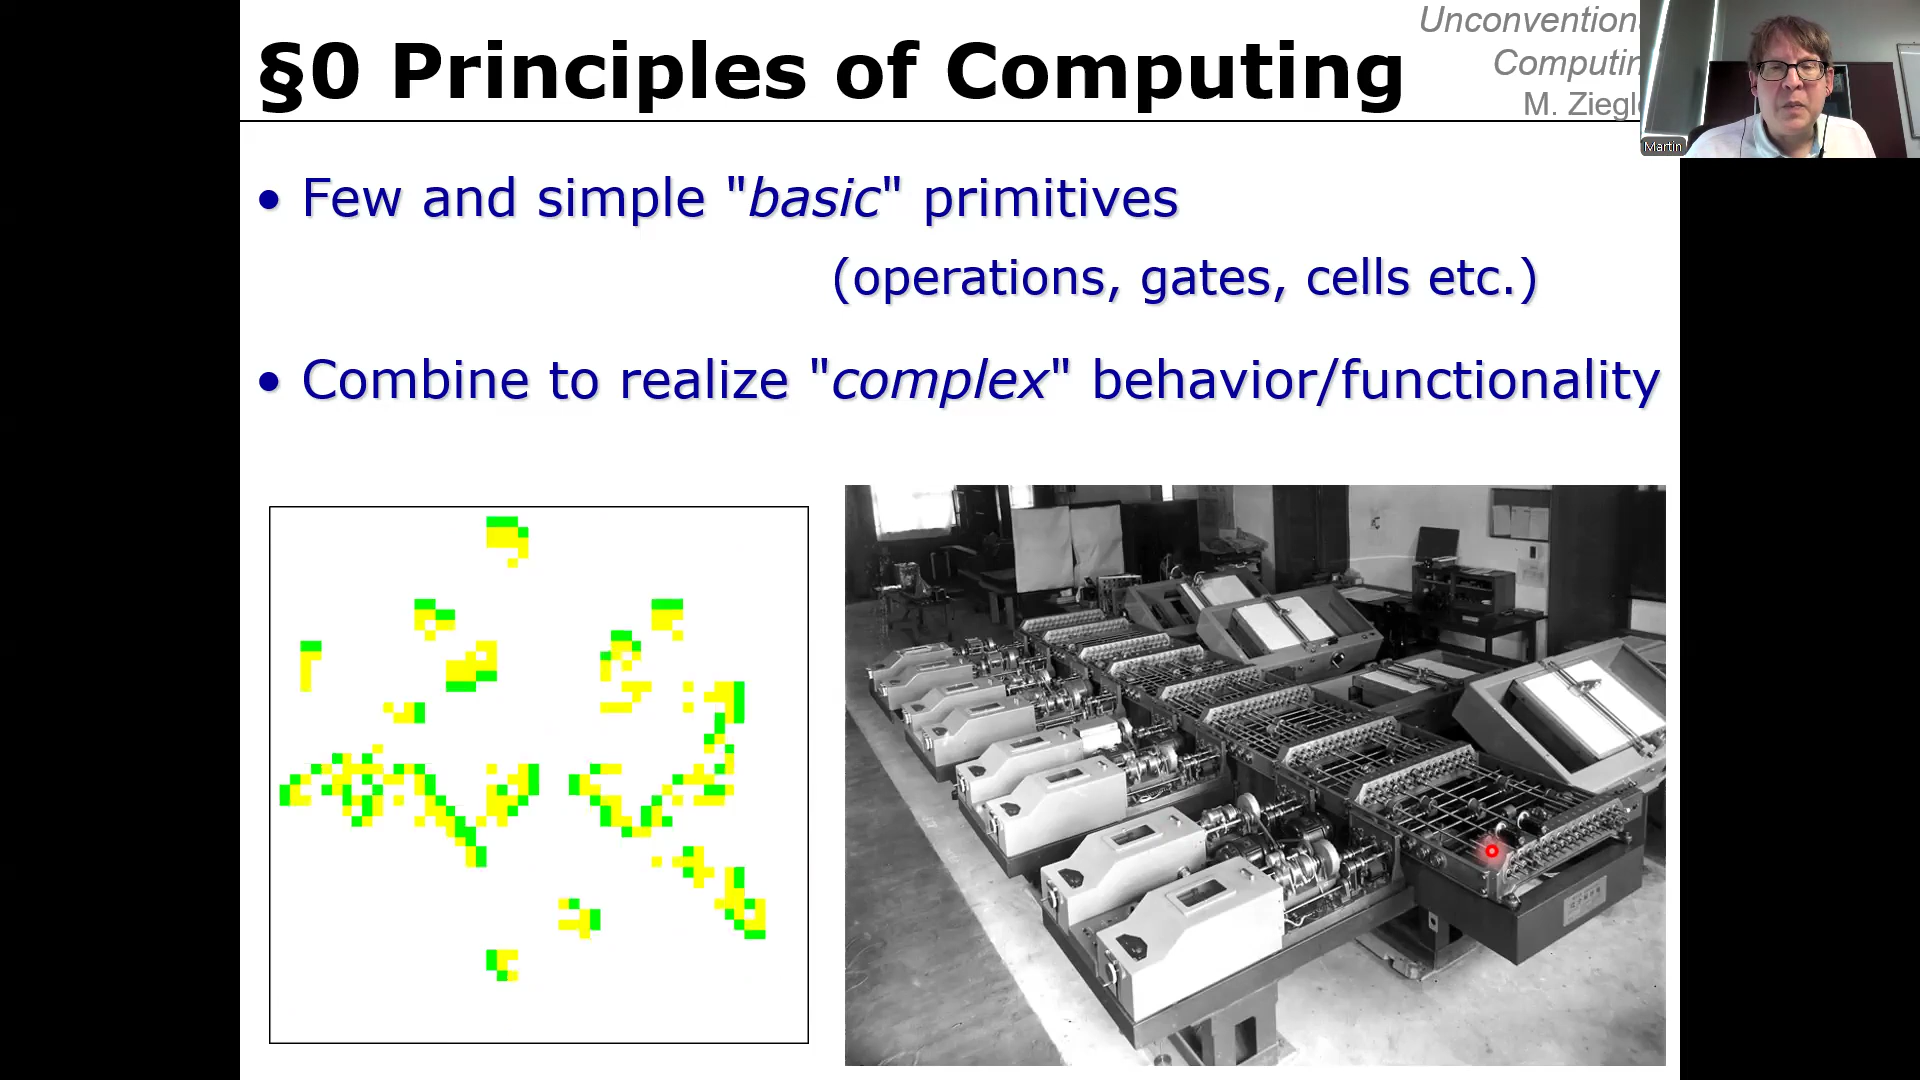 §0 Principles of Computing
Unconvention
Computin
M. Ziegl
Martin
• Few and simple "basic" primitives
(operations, gates, cells etc.)
• Combine to realize "complex" behavior/functionality